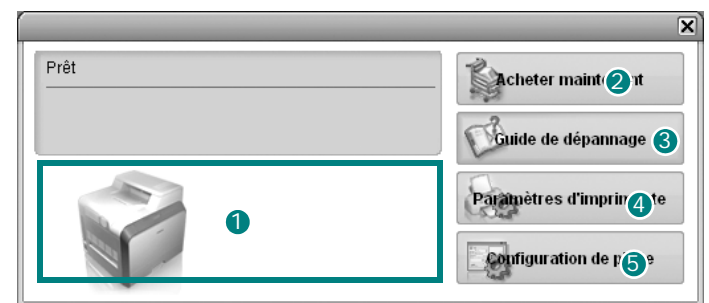 Prêt
Acheter 2
Guide de dépannage 3
1
Paramètres 4
Configuration de 5